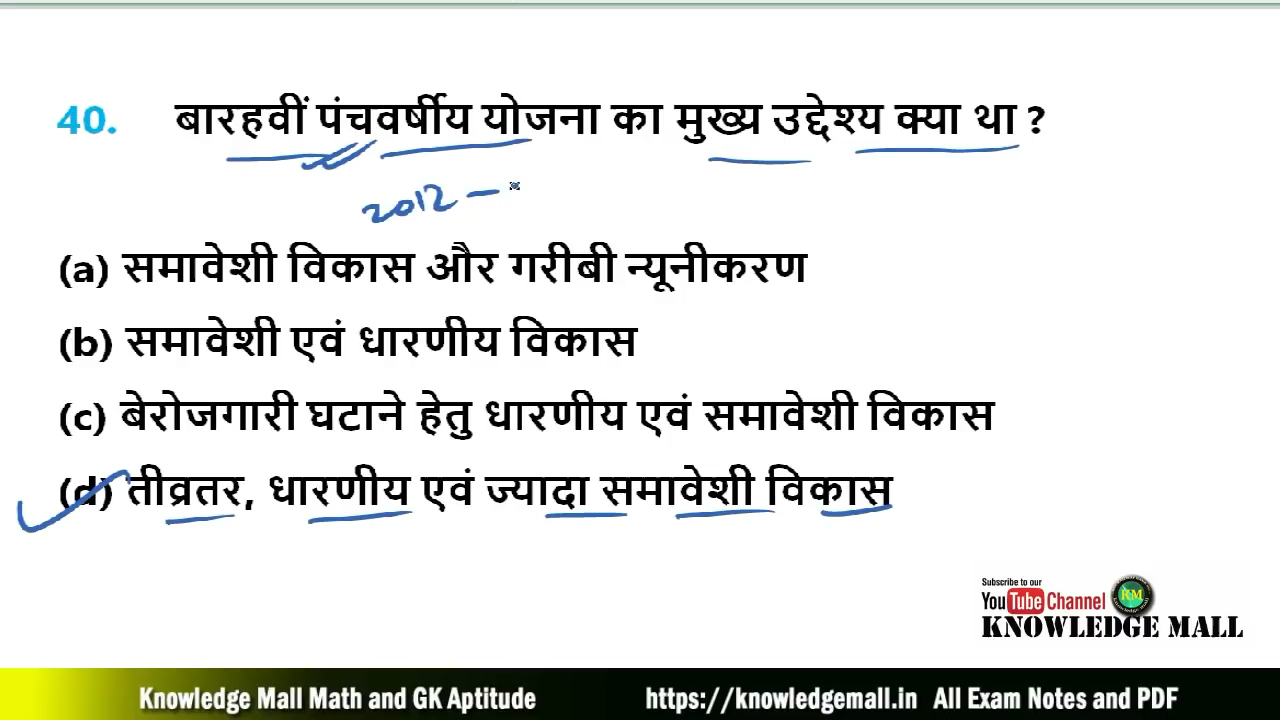 40. बारहवीं पंचवर्षीय योजना का मुख्य उद्देश्य क्या था ?
2012 –
(a) समावेशी विकास और गरीबी न्यूनीकरण
(b) समावेशी एवं धारणीय विकास
(c) बेरोजगारी घटाने हेतु धारणीय एवं समावेशी विकास
(d) तीव्रतर, धारणीय एवं ज्यादा समावेशी विकास
Subscribe to our
YouTube Channel
KM
KNOWLEDGE MALL
Knowledge Mall Math and GK Aptitude https://knowledgemall.in All Exam Notes and PDF